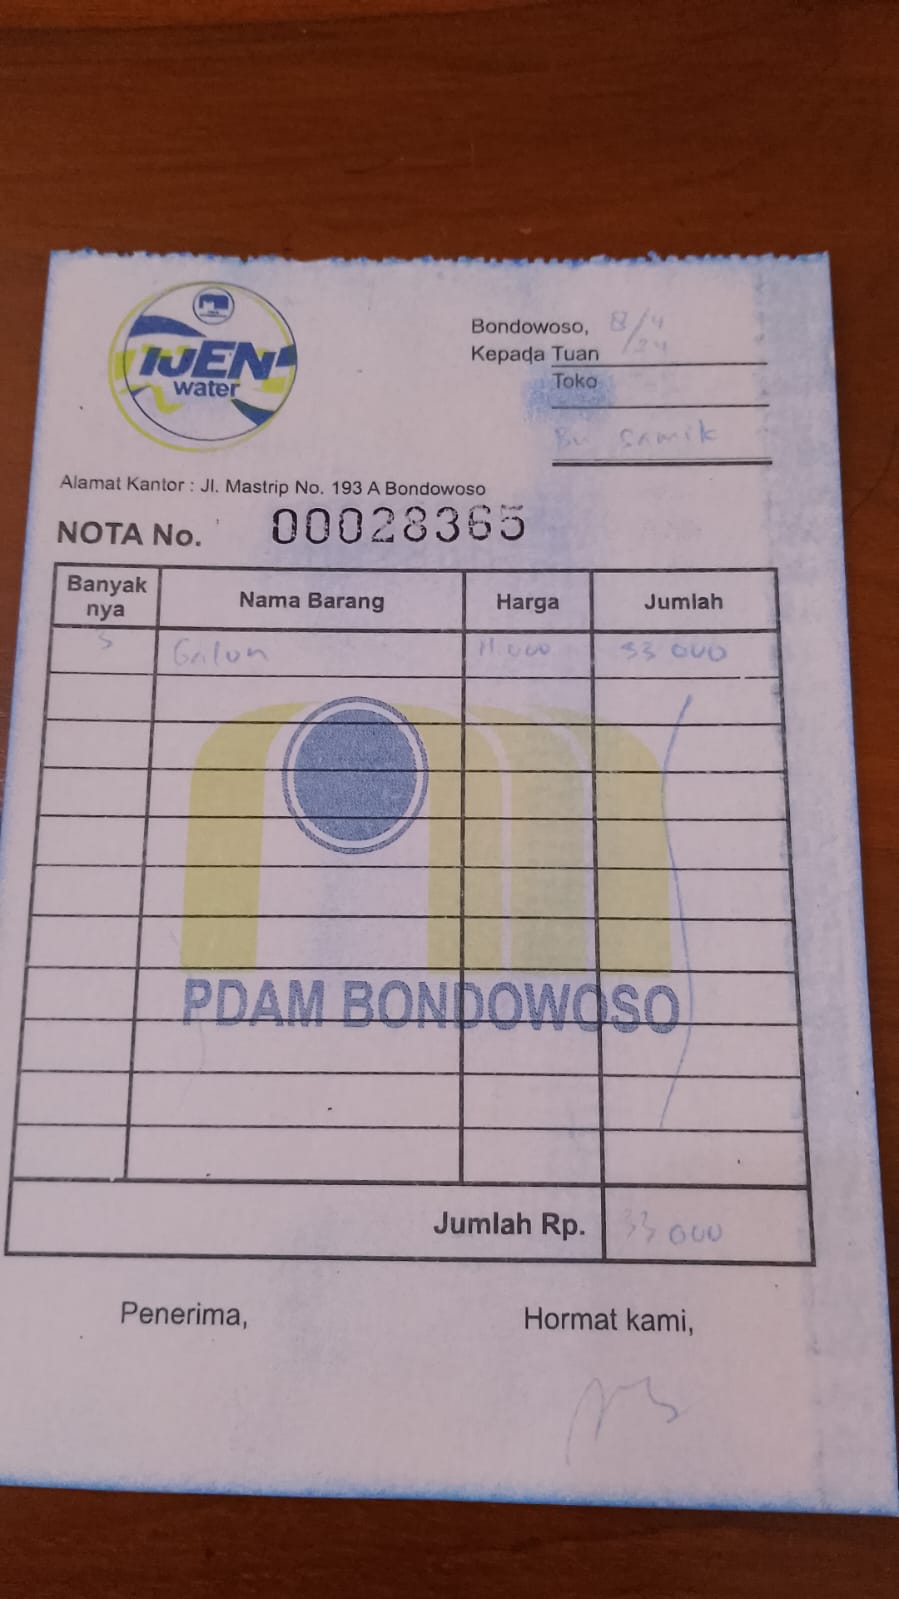 IJEN
water
Bondowoso, 8/4
/24
Kepada Tuan
Toko
Bu Samik
Alamat Kantor : Jl. Mastrip No. 193 A Bondowoso
NOTA No. 00028365
Banyak nya Nama Barang Harga Jumlah
3 Galon 11.000 33 000
PDAM BONDOWOSO
Jumlah Rp. 33 000
Penerima, Hormat kami,